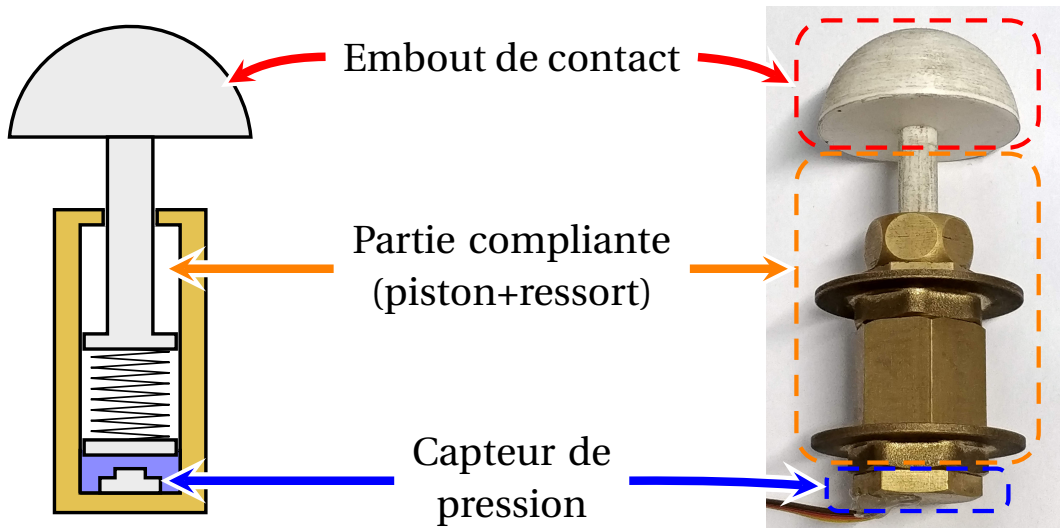 Embout de contact
Partie compliante
(piston+ressort)
Capteur de
pression